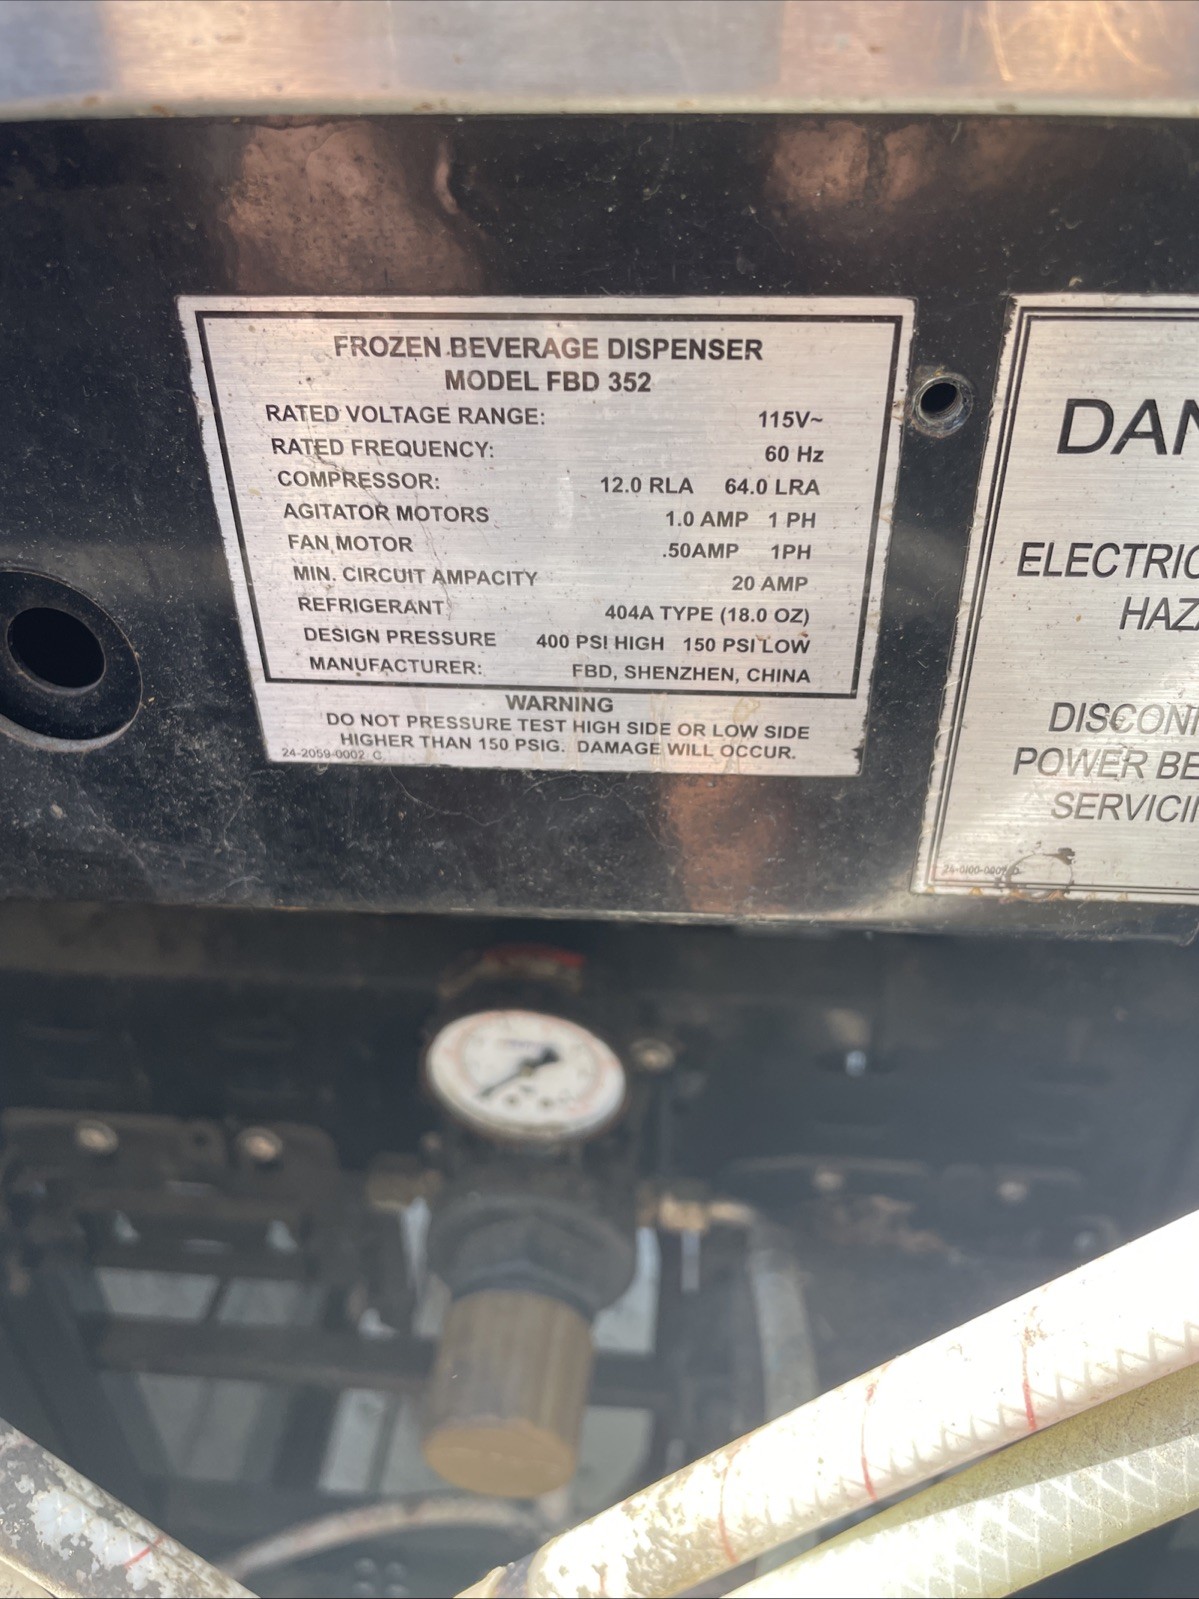 FROZEN BEVERAGE DISPENSER
MODEL FBD 352
RATED VOLTAGE RANGE: 115V~
RATED FREQUENCY: 60 Hz
COMPRESSOR: 12.0 RLA 64.0 LRA
AGITATOR MOTORS 1.0 AMP 1 PH
FAN MOTOR .50AMP 1PH
MIN. CIRCUIT AMPACITY 20 AMP
REFRIGERANT 404A TYPE (18.0 OZ)
DESIGN PRESSURE 400 PSI HIGH 150 PSI LOW
MANUFACTURER: FBD, SHENZHEN, CHINA
WARNING
DO NOT PRESSURE TEST HIGH SIDE OR LOW SIDE
HIGHER THAN 150 PSIG. DAMAGE WILL OCCUR.
24-2059-0002 C
DAN
ELECTRIC
HAZ
DISCON
POWER BE
SERVICI